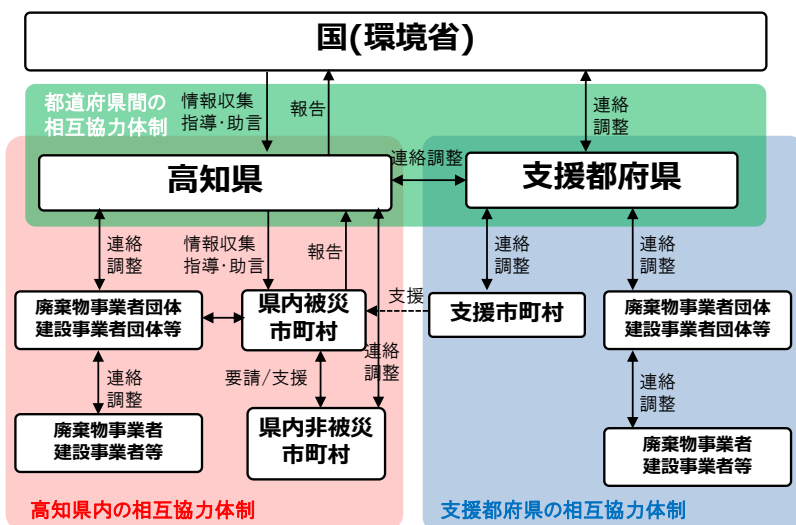 国(環境省)
都道府県間の
相互協力体制
情報収集
指導･助言
報告
連絡
調整
高知県
連絡調整
支援都府県
連絡
調整
情報収集
指導･助言
報告
連絡
調整
連絡
調整
連絡
調整
廃棄物事業者団体
建設事業者団体等
県内被災
市町村
支援
支援市町村
廃棄物事業者団体
建設事業者団体等
連絡
調整
要請/支援
連絡
調整
廃棄物事業者
建設事業者等
県内非被災
市町村
廃棄物事業者
建設事業者等
高知県内の相互協力体制
支援都府県の相互協力体制